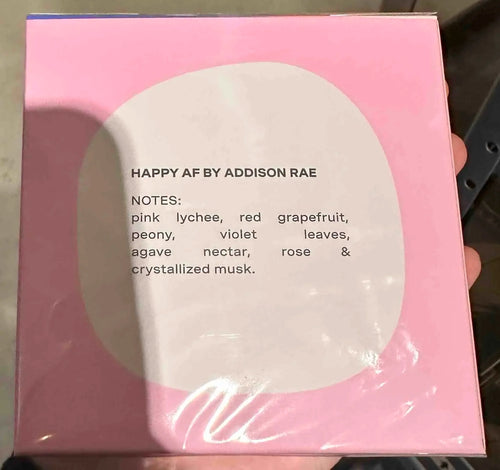 HAPPY AF BY ADDISON RAE
NOTES:
pink lychee, red grapefruit,
peony, violet leaves,
agave nectar, rose &
crystallized musk.